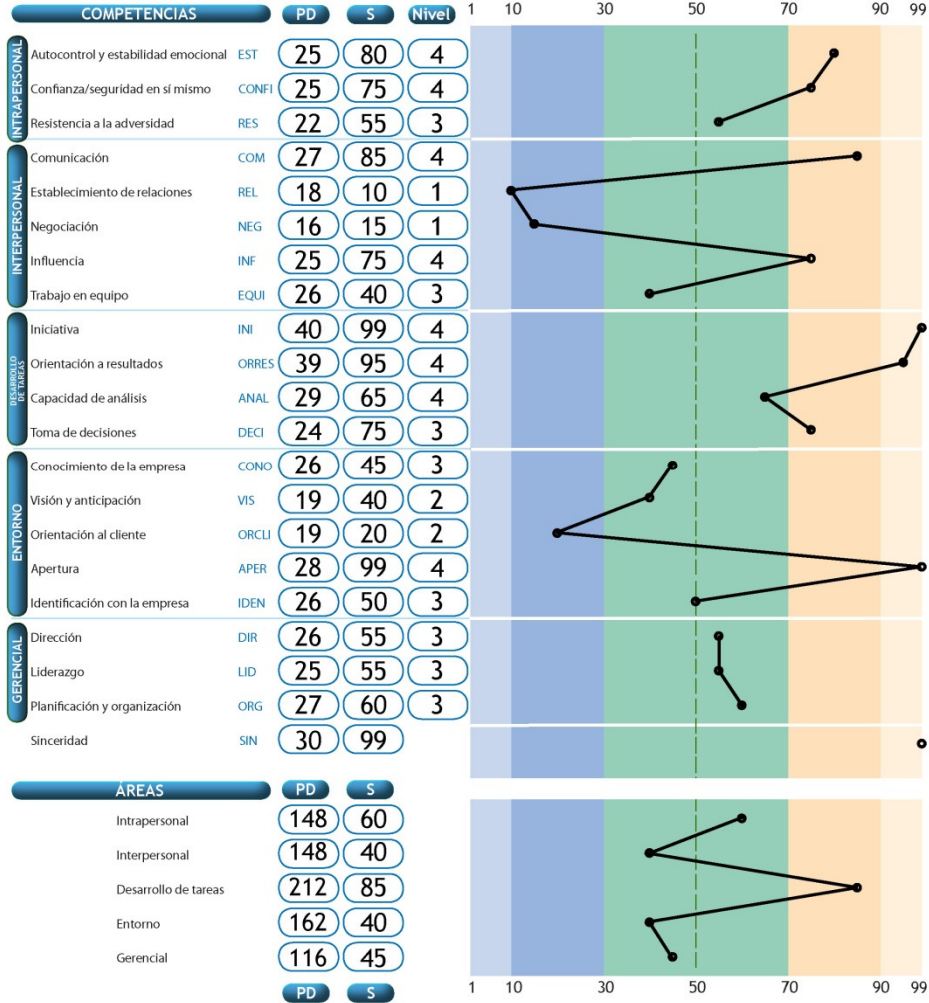 COMPETENCIAS PD S Nivel 1 10 30 50 70 90 99
INTRAPERSONAL
Autocontrol y estabilidad emocional EST 25 80 4
Confianza/seguridad en sí mismo CONFI 25 75 4
Resistencia a la adversidad RES 22 55 3
INTERPERSONAL
Comunicación COM 27 85 4
Establecimiento de relaciones REL 18 10 1
Negociación NEG 16 15 1
Influencia INF 25 75 4
Trabajo en equipo EQUI 26 40 3
DESARROLLO
DE TAREAS
Iniciativa INI 40 99 4
Orientación a resultados ORRES 39 95 4
Capacidad de análisis ANAL 29 65 4
Toma de decisiones DECI 24 75 3
ENTORNO
Conocimiento de la empresa CONO 26 45 3
Visión y anticipación VIS 19 40 2
Orientación al cliente ORCLI 19 20 2
Apertura APER 28 99 4
Identificación con la empresa IDEN 26 50 3
GERENCIAL
Dirección DIR 26 55 3
Liderazgo LID 25 55 3
Planificación y organización ORG 27 60 3
Sinceridad SIN 30 99
ÁREAS PD S
Intrapersonal 148 60
Interpersonal 148 40
Desarrollo de tareas 212 85
Entorno 162 40
Gerencial 116 45
PD S 1 10 30 50 70 90 99